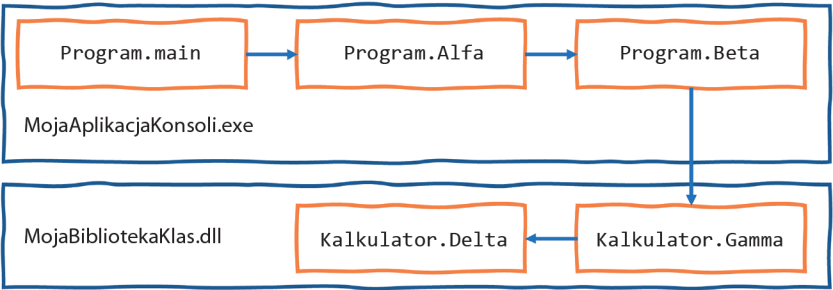 Program.main
Program.Alfa
Program.Beta
MojaAplikacjaKonsoli.exe
MojaBibliotekaKlas.dll
Kalkulator.Delta
Kalkulator.Gamma